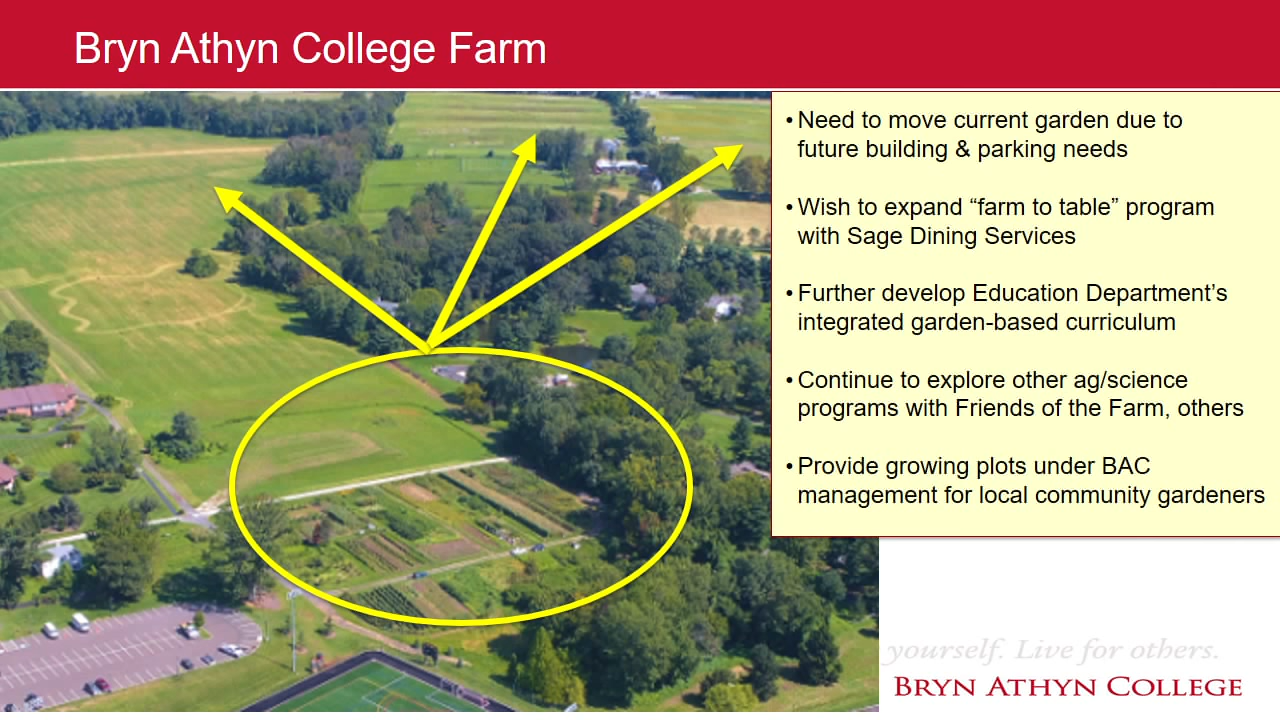 Bryn Athyn College Farm
• Need to move current garden due to
future building & parking needs
• Wish to expand “farm to table” program
with Sage Dining Services
• Further develop Education Department’s
integrated garden-based curriculum
• Continue to explore other ag/science
programs with Friends of the Farm, others
• Provide growing plots under BAC
management for local community gardeners
yourself. Live for others.
BRYN ATHYN COLLEGE